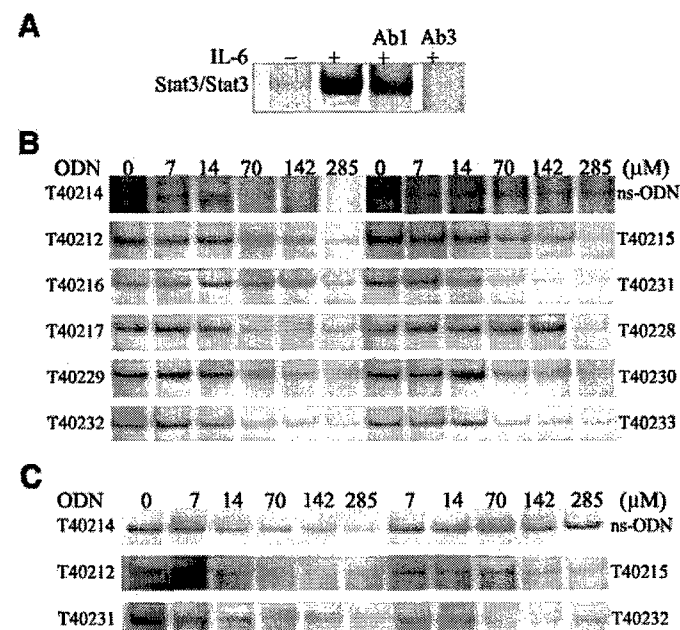 A
Ab1 Ab3
IL-6 − + + +
Stat3/Stat3
B
ODN 0 7 14 70 142 285 0 7 14 70 142 285 (μM)
T40214 ns-ODN
T40212 T40215
T40216 T40231
T40217 T40228
T40229 T40230
T40232 T40233
C
ODN 0 7 14 70 142 285 7 14 70 142 285 (μM)
T40214 ns-ODN
T40212 T40215
T40231 T40232